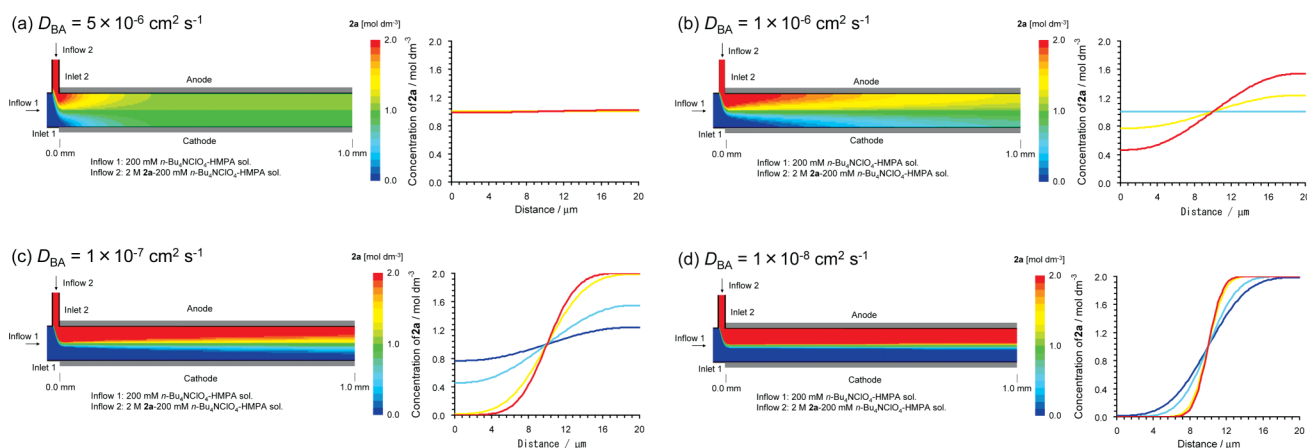 (a) D_BA = 5 × 10⁻⁶ cm² s⁻¹
2a [mol dm⁻³]
Inflow 2
Inlet 2
Anode
Inflow 1
Inlet 1
Cathode
0.0 mm
1.0 mm
Inflow 1: 200 mM n-Bu₄NClO₄-HMPA sol.
Inflow 2: 2 M 2a-200 mM n-Bu₄NClO₄-HMPA sol.
2.0
1.0
0.0
Concentration of 2a / mol dm⁻³
2.0
1.6
1.2
0.8
0.4
0.0
0 4 8 12 16 20
Distance / μm
(b) D_BA = 1 × 10⁻⁶ cm² s⁻¹
2a [mol dm⁻³]
Inflow 2
Inlet 2
Anode
Inflow 1
Inlet 1
Cathode
0.0 mm
1.0 mm
Inflow 1: 200 mM n-Bu₄NClO₄-HMPA sol.
Inflow 2: 2 M 2a-200 mM n-Bu₄NClO₄-HMPA sol.
2.0
1.0
0.0
Concentration of 2a / mol dm⁻³
2.0
1.6
1.2
0.8
0.4
0.0
0 4 8 12 16 20
Distance / μm
(c) D_BA = 1 × 10⁻⁷ cm² s⁻¹
2a [mol dm⁻³]
Inflow 2
Inlet 2
Anode
Inflow 1
Inlet 1
Cathode
0.0 mm
1.0 mm
Inflow 1: 200 mM n-Bu₄NClO₄-HMPA sol.
Inflow 2: 2 M 2a-200 mM n-Bu₄NClO₄-HMPA sol.
2.0
1.0
0.0
Concentration of 2a / mol dm⁻³
2.0
1.6
1.2
0.8
0.4
0.0
0 4 8 12 16 20
Distance / μm
(d) D_BA = 1 × 10⁻⁸ cm² s⁻¹
2a [mol dm⁻³]
Inflow 2
Inlet 2
Anode
Inflow 1
Inlet 1
Cathode
0.0 mm
1.0 mm
Inflow 1: 200 mM n-Bu₄NClO₄-HMPA sol.
Inflow 2: 2 M 2a-200 mM n-Bu₄NClO₄-HMPA sol.
2.0
1.0
0.0
Concentration of 2a / mol dm⁻³
2.0
1.6
1.2
0.8
0.4
0.0
0 4 8 12 16 20
Distance / μm